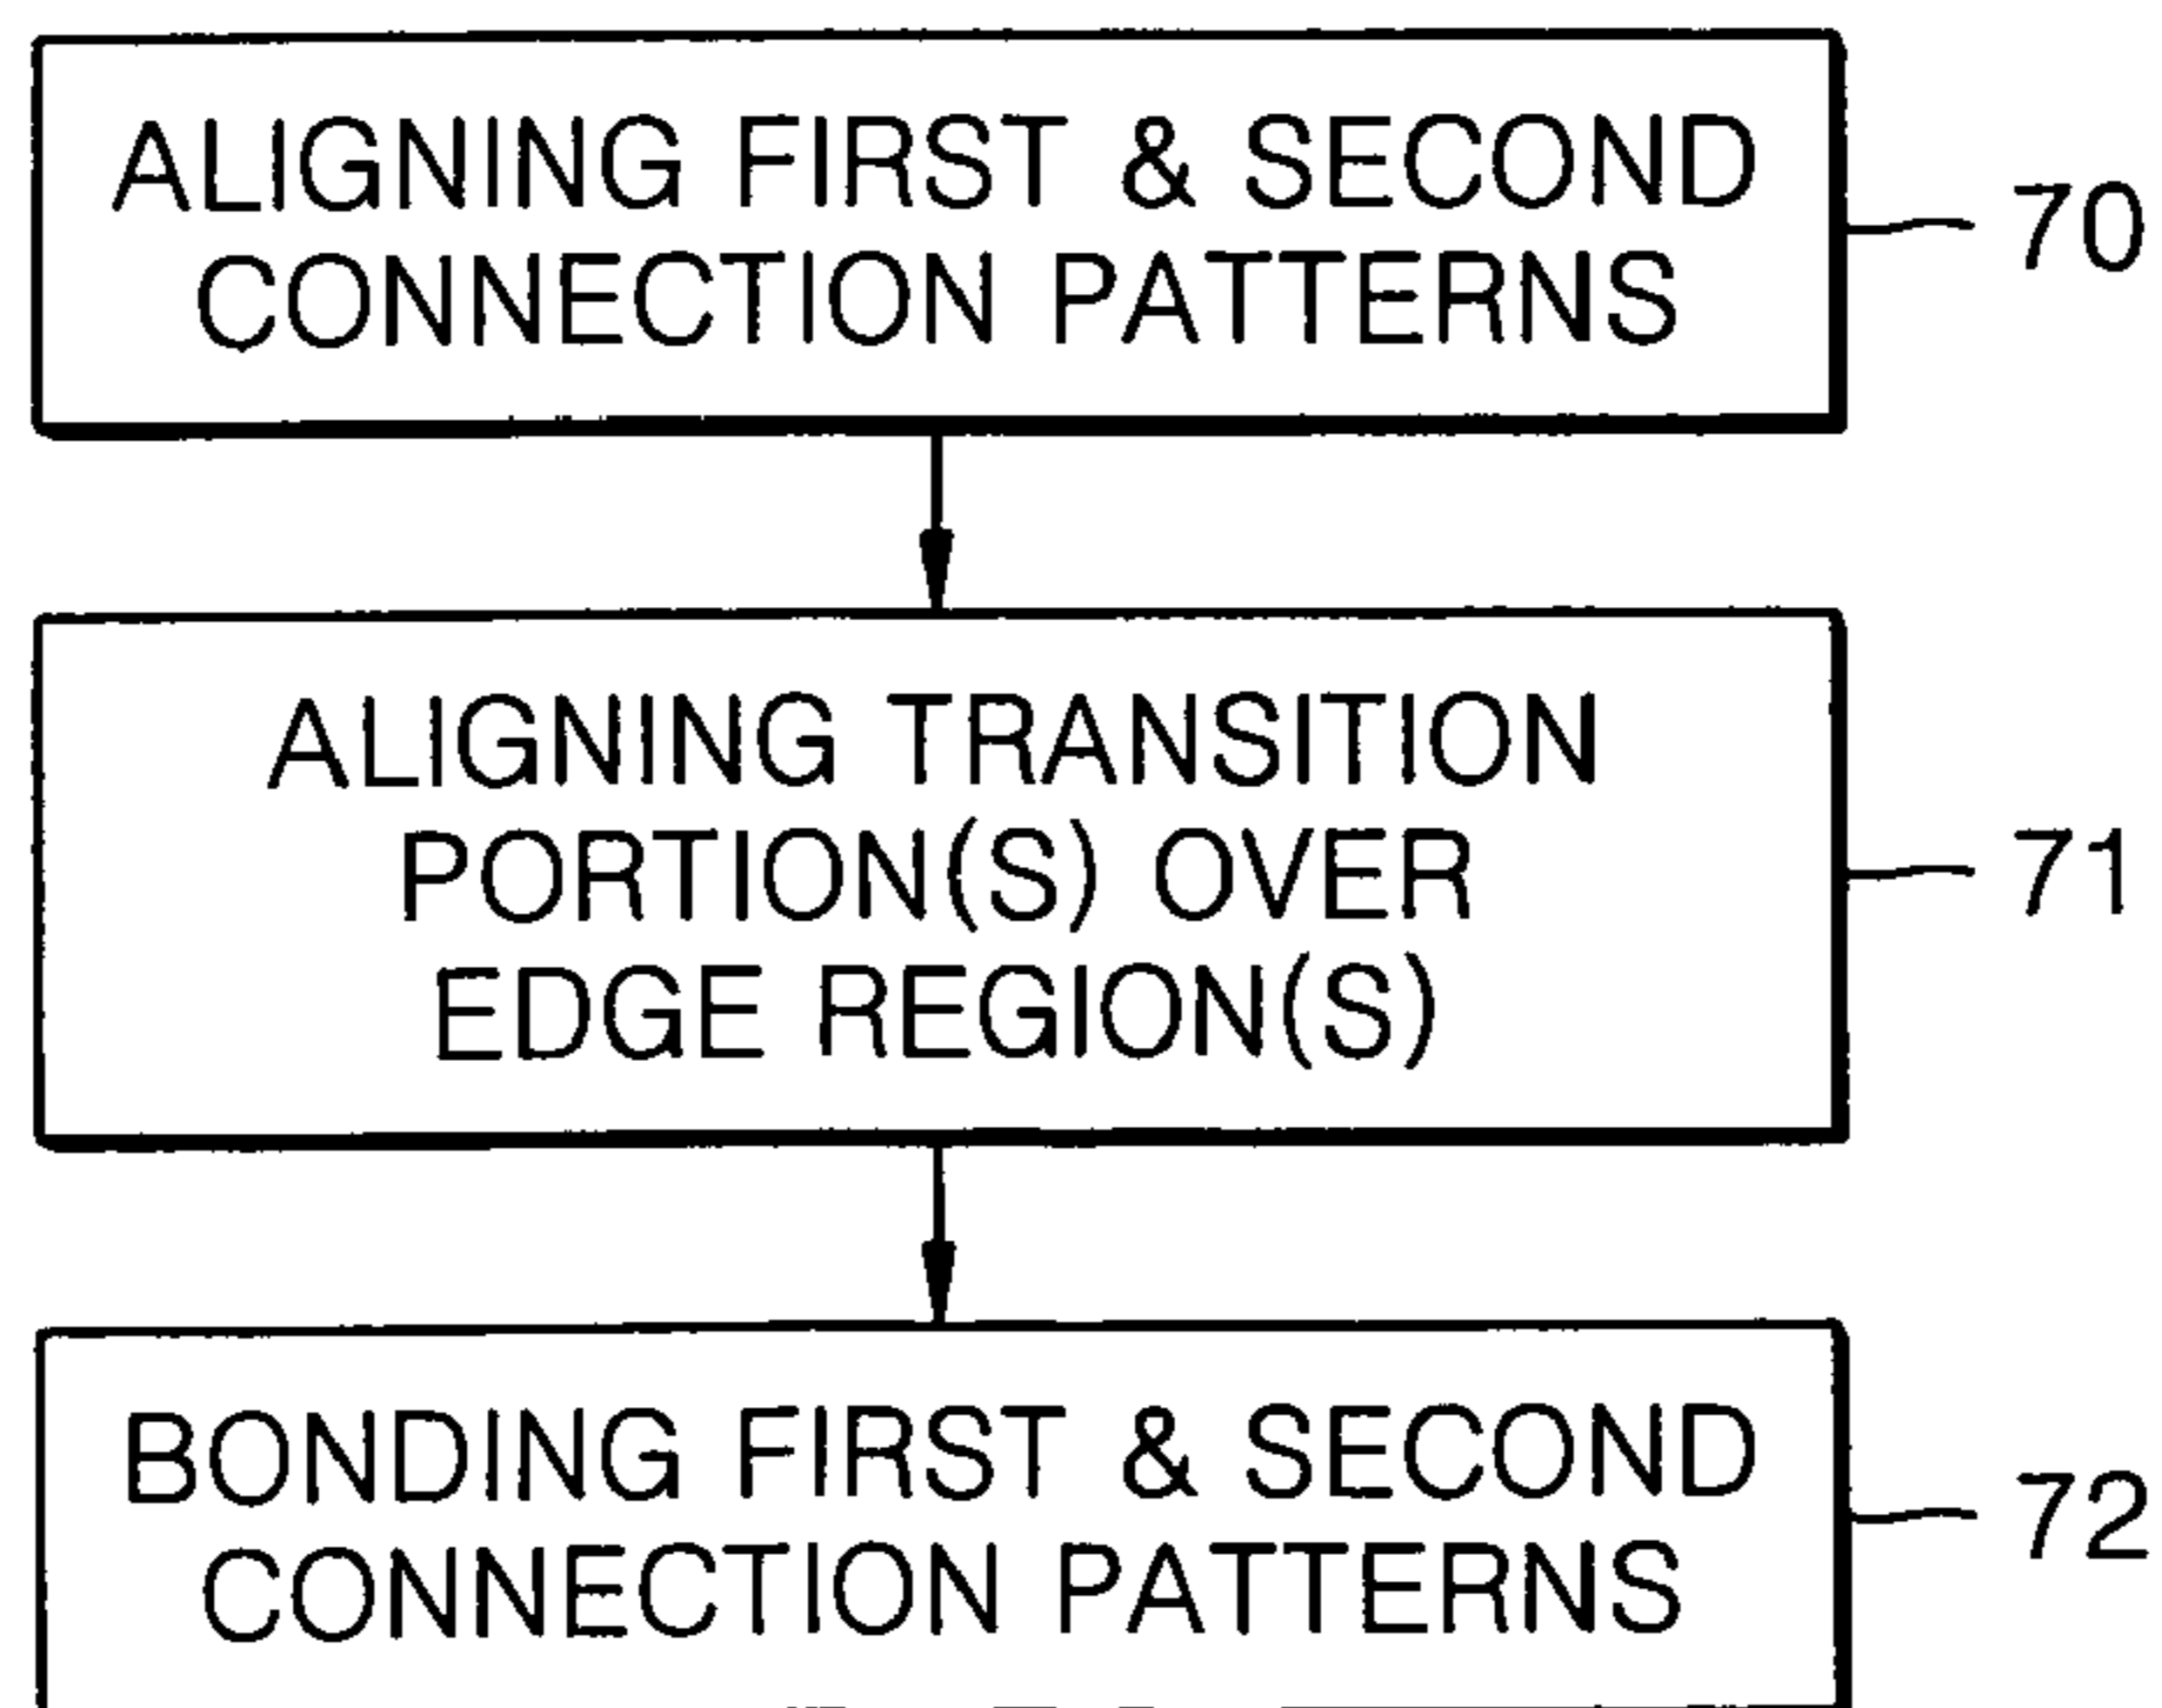 ALIGNING FIRST & SECOND
CONNECTION PATTERNS
70
ALIGNING TRANSITION
PORTION(S) OVER
EDGE REGION(S)
71
BONDING FIRST & SECOND
CONNECTION PATTERNS
72